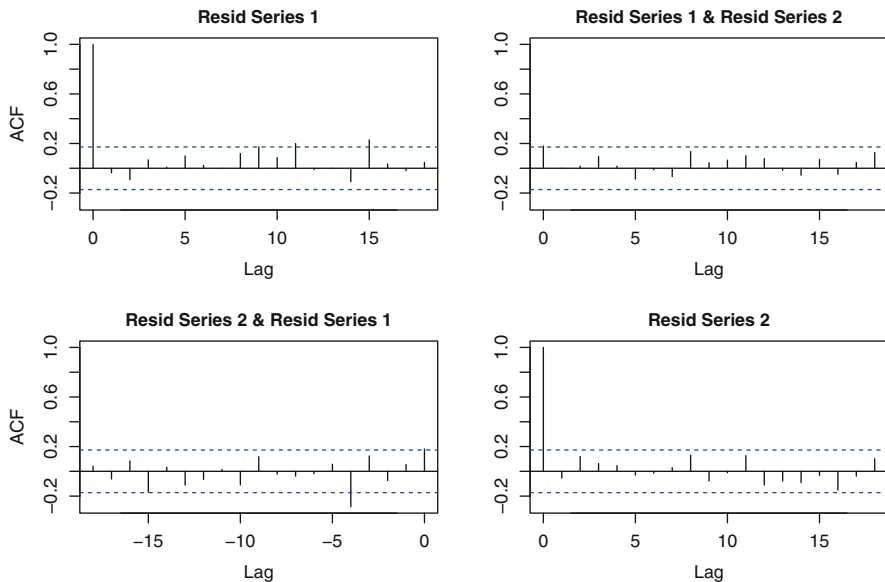 Resid Series 1
ACF
1.0
0.6
0.2
−0.2
0 5 10 15
Lag
Resid Series 1 & Resid Series 2
1.0
0.6
0.2
−0.2
0 5 10 15
Lag
Resid Series 2 & Resid Series 1
ACF
1.0
0.6
0.2
−0.2
−15 −10 −5 0
Lag
Resid Series 2
1.0
0.6
0.2
−0.2
0 5 10 15
Lag